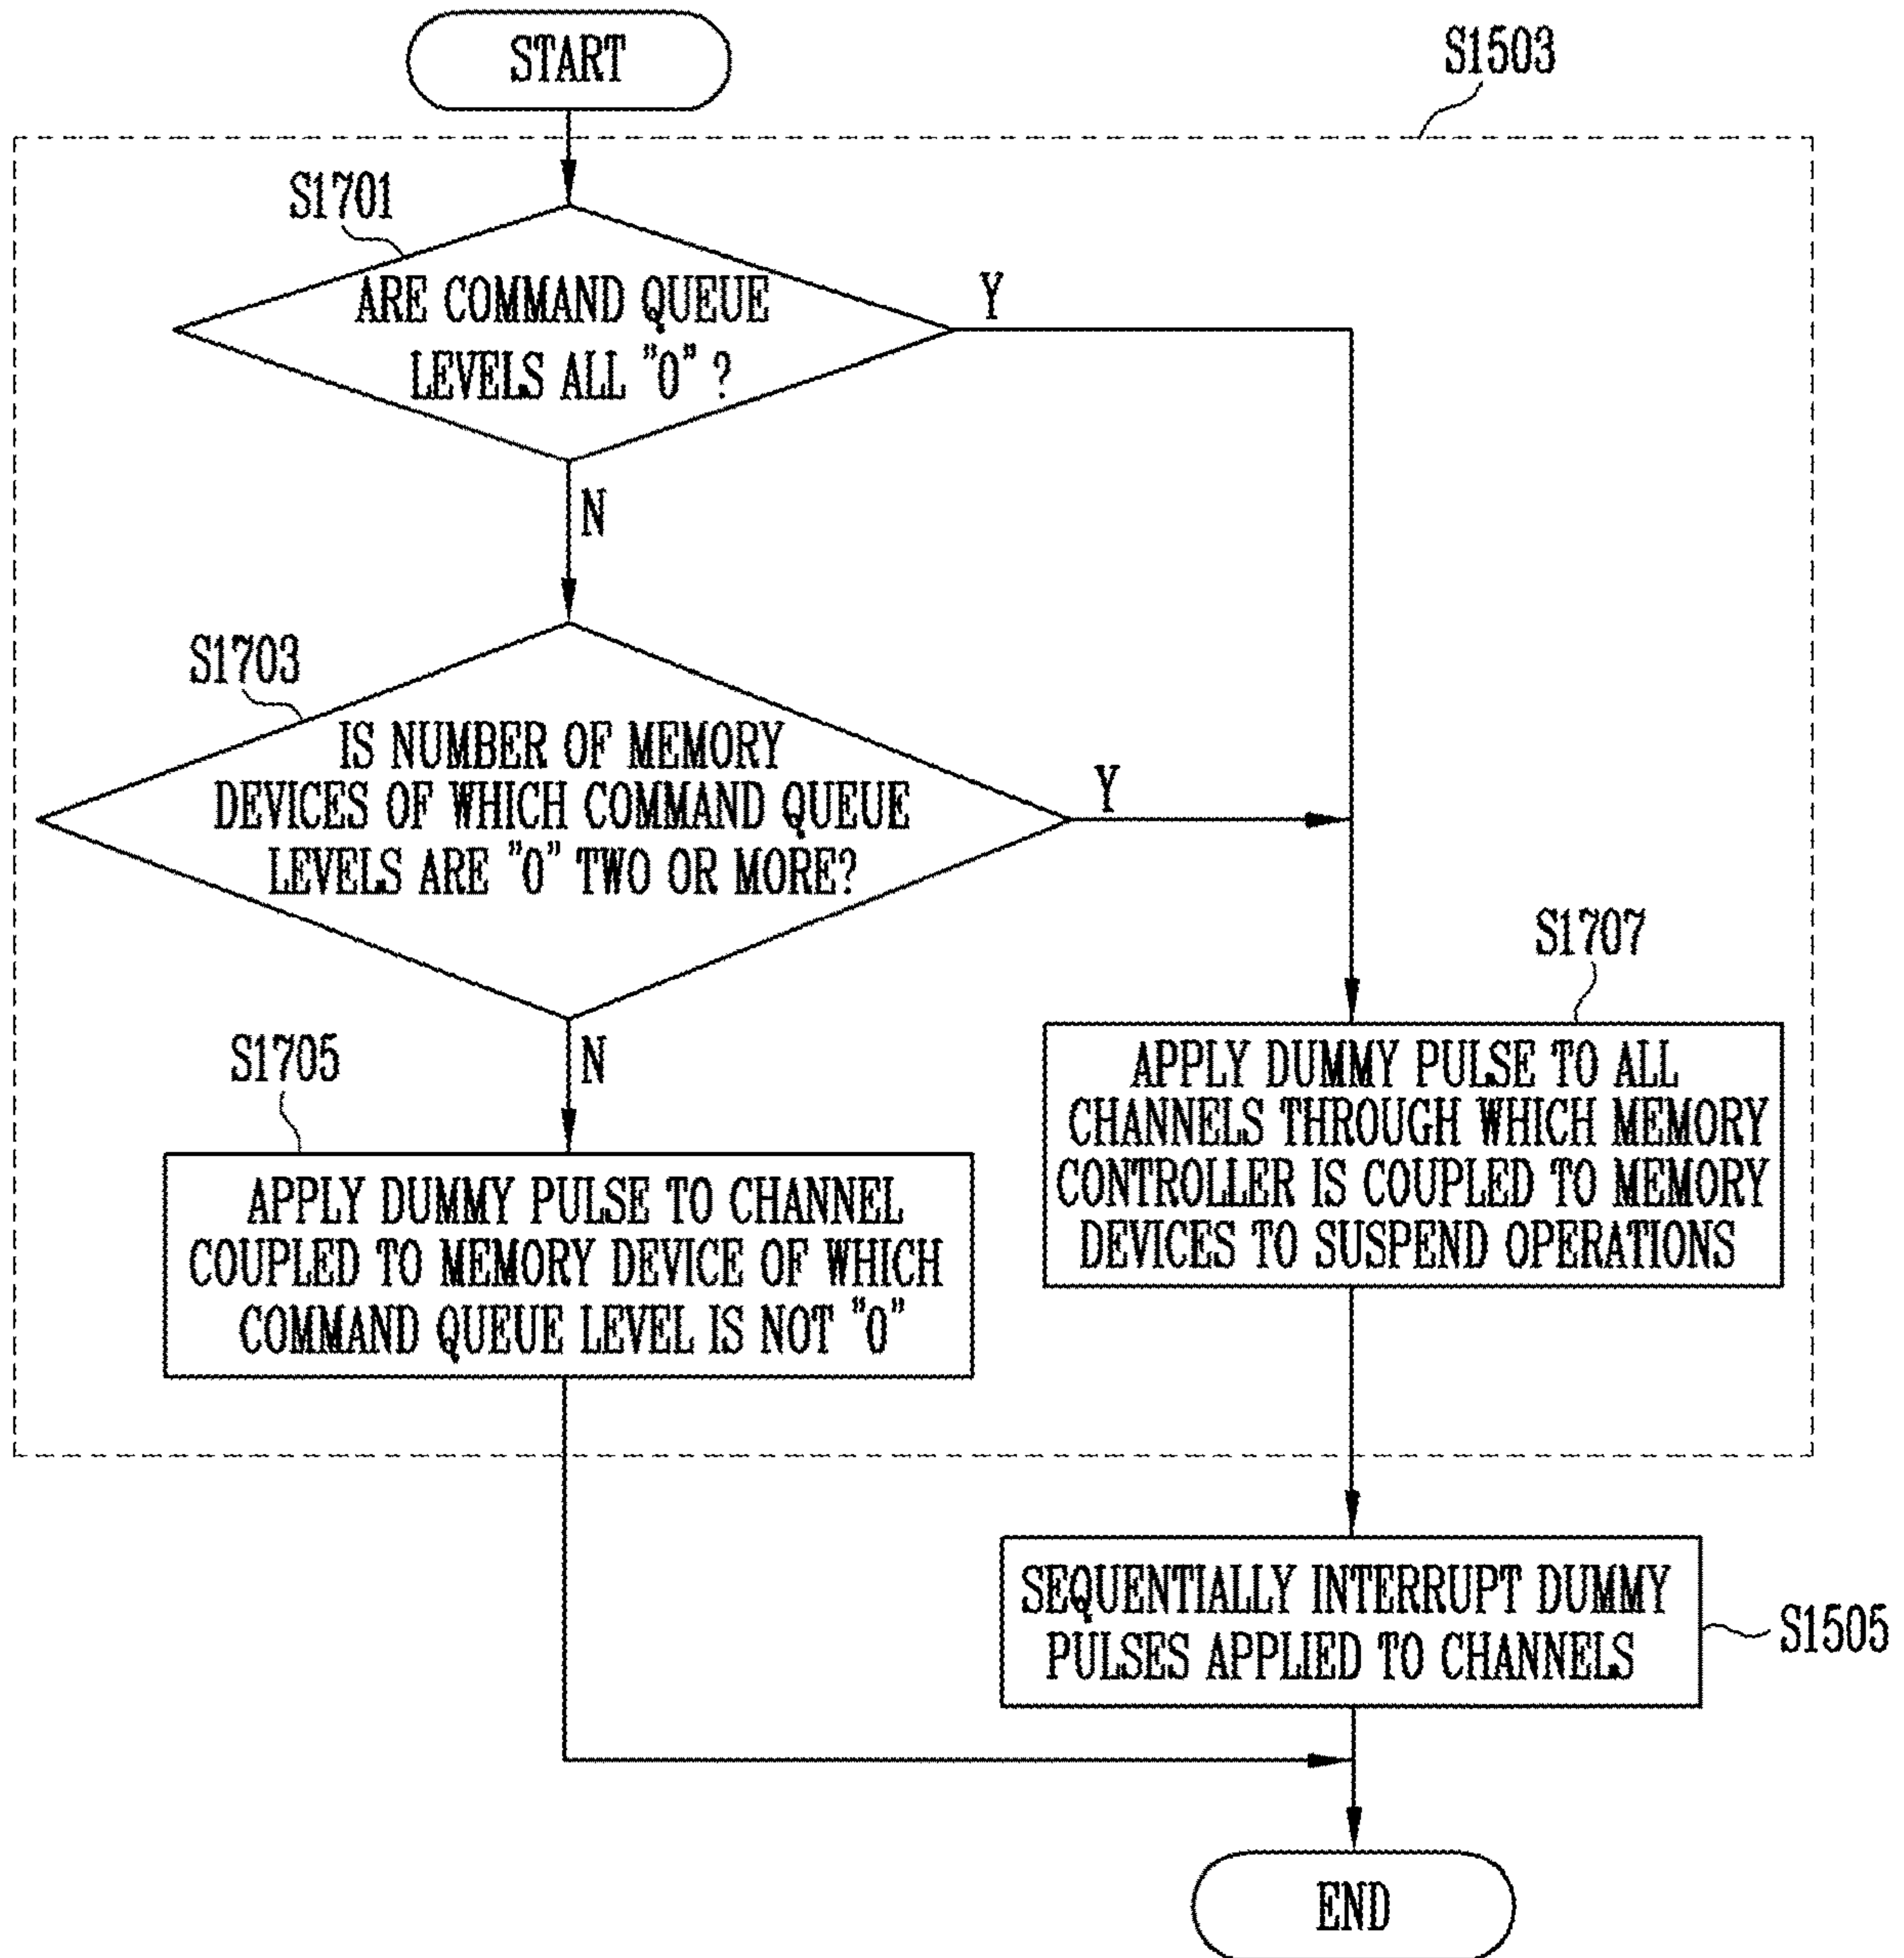 START
S1503
S1701
ARE COMMAND QUEUE
LEVELS ALL "0" ?
Y
N
S1703
IS NUMBER OF MEMORY
DEVICES OF WHICH COMMAND QUEUE
LEVELS ARE "0" TWO OR MORE?
Y
N
S1705
APPLY DUMMY PULSE TO CHANNEL
COUPLED TO MEMORY DEVICE OF WHICH
COMMAND QUEUE LEVEL IS NOT "0"
S1707
APPLY DUMMY PULSE TO ALL
CHANNELS THROUGH WHICH MEMORY
CONTROLLER IS COUPLED TO MEMORY
DEVICES TO SUSPEND OPERATIONS
SEQUENTIALLY INTERRUPT DUMMY
PULSES APPLIED TO CHANNELS
S1505
END